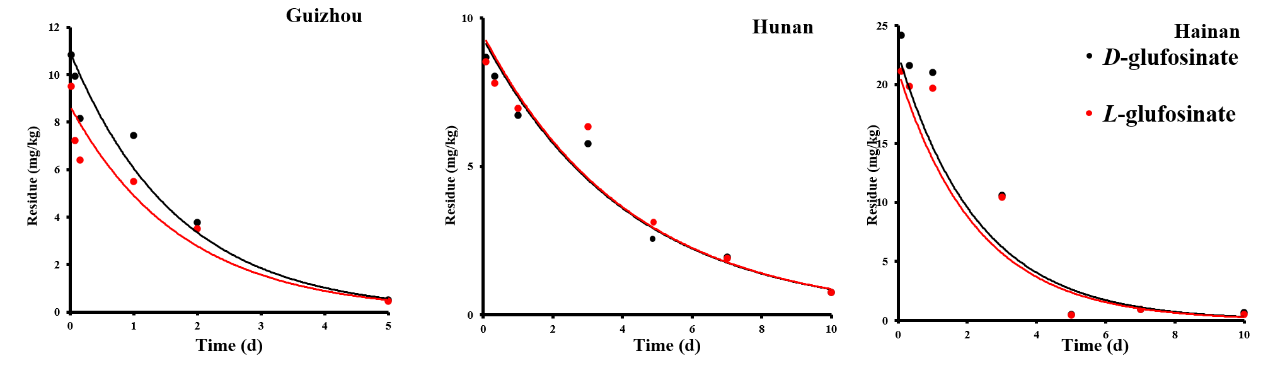 Guizhou
12
10
8
6
4
2
0
0 1 2 3 4 5
Residue (mg/kg)
Time (d)
Hunan
10
5
0
0 2 4 6 8 10
Residue (mg/kg)
Time (d)
Hainan
D-glufosinate
L-glufosinate
25
20
15
10
5
0
0 2 4 6 8 10
Residue (mg/kg)
Time (d)